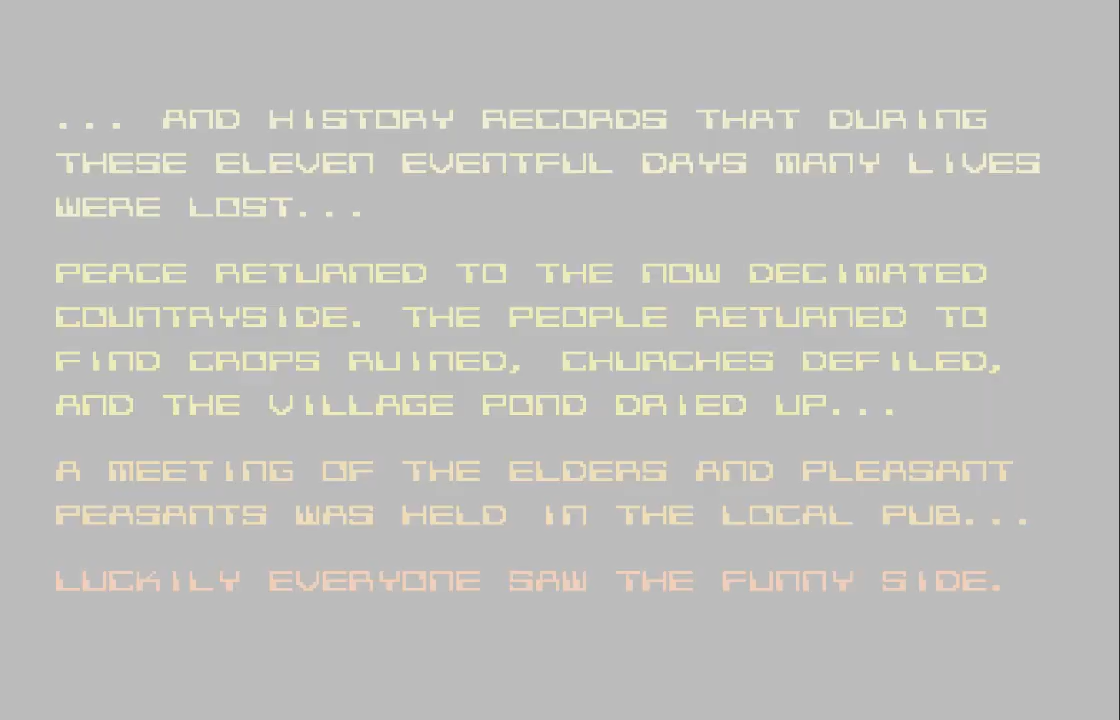 ... AND HISTORY RECORDS THAT DURING
THESE ELEVEN EVENTFUL DAYS MANY LIVES
WERE LOST...
PEACE RETURNED TO THE NOW DECIMATED
COUNTRYSIDE. THE PEOPLE RETURNED TO
FIND CROPS RUINED, CHURCHES DEFILED,
AND THE VILLAGE POND DRIED UP...
A MEETING OF THE ELDERS AND PLEASANT
PEASANTS WAS HELD IN THE LOCAL PUB...
LUCKILY EVERYONE SAW THE FUNNY SIDE.